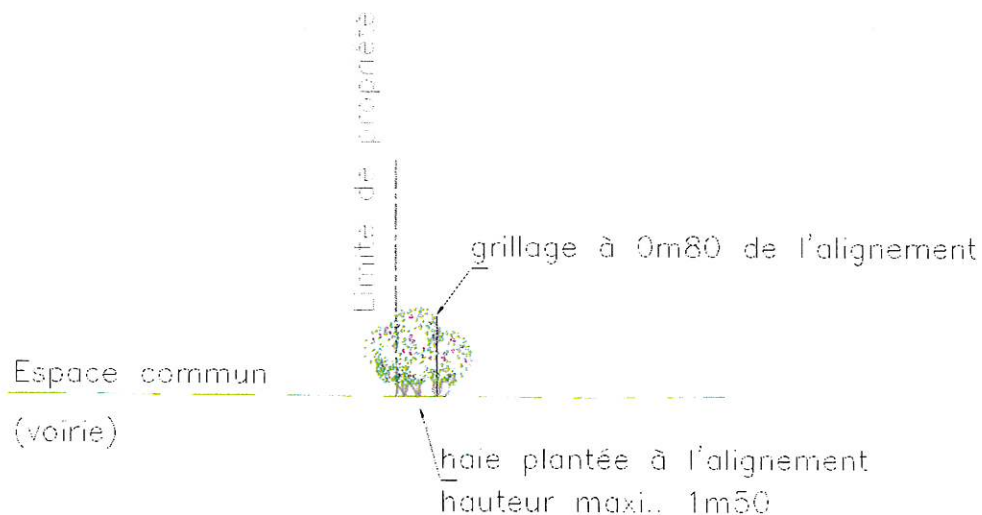 Limite de propriété
grillage à 0m80 de l'alignement
Espace commun
(voirie)
haie plantée à l'alignement
hauteur maxi.. 1m50